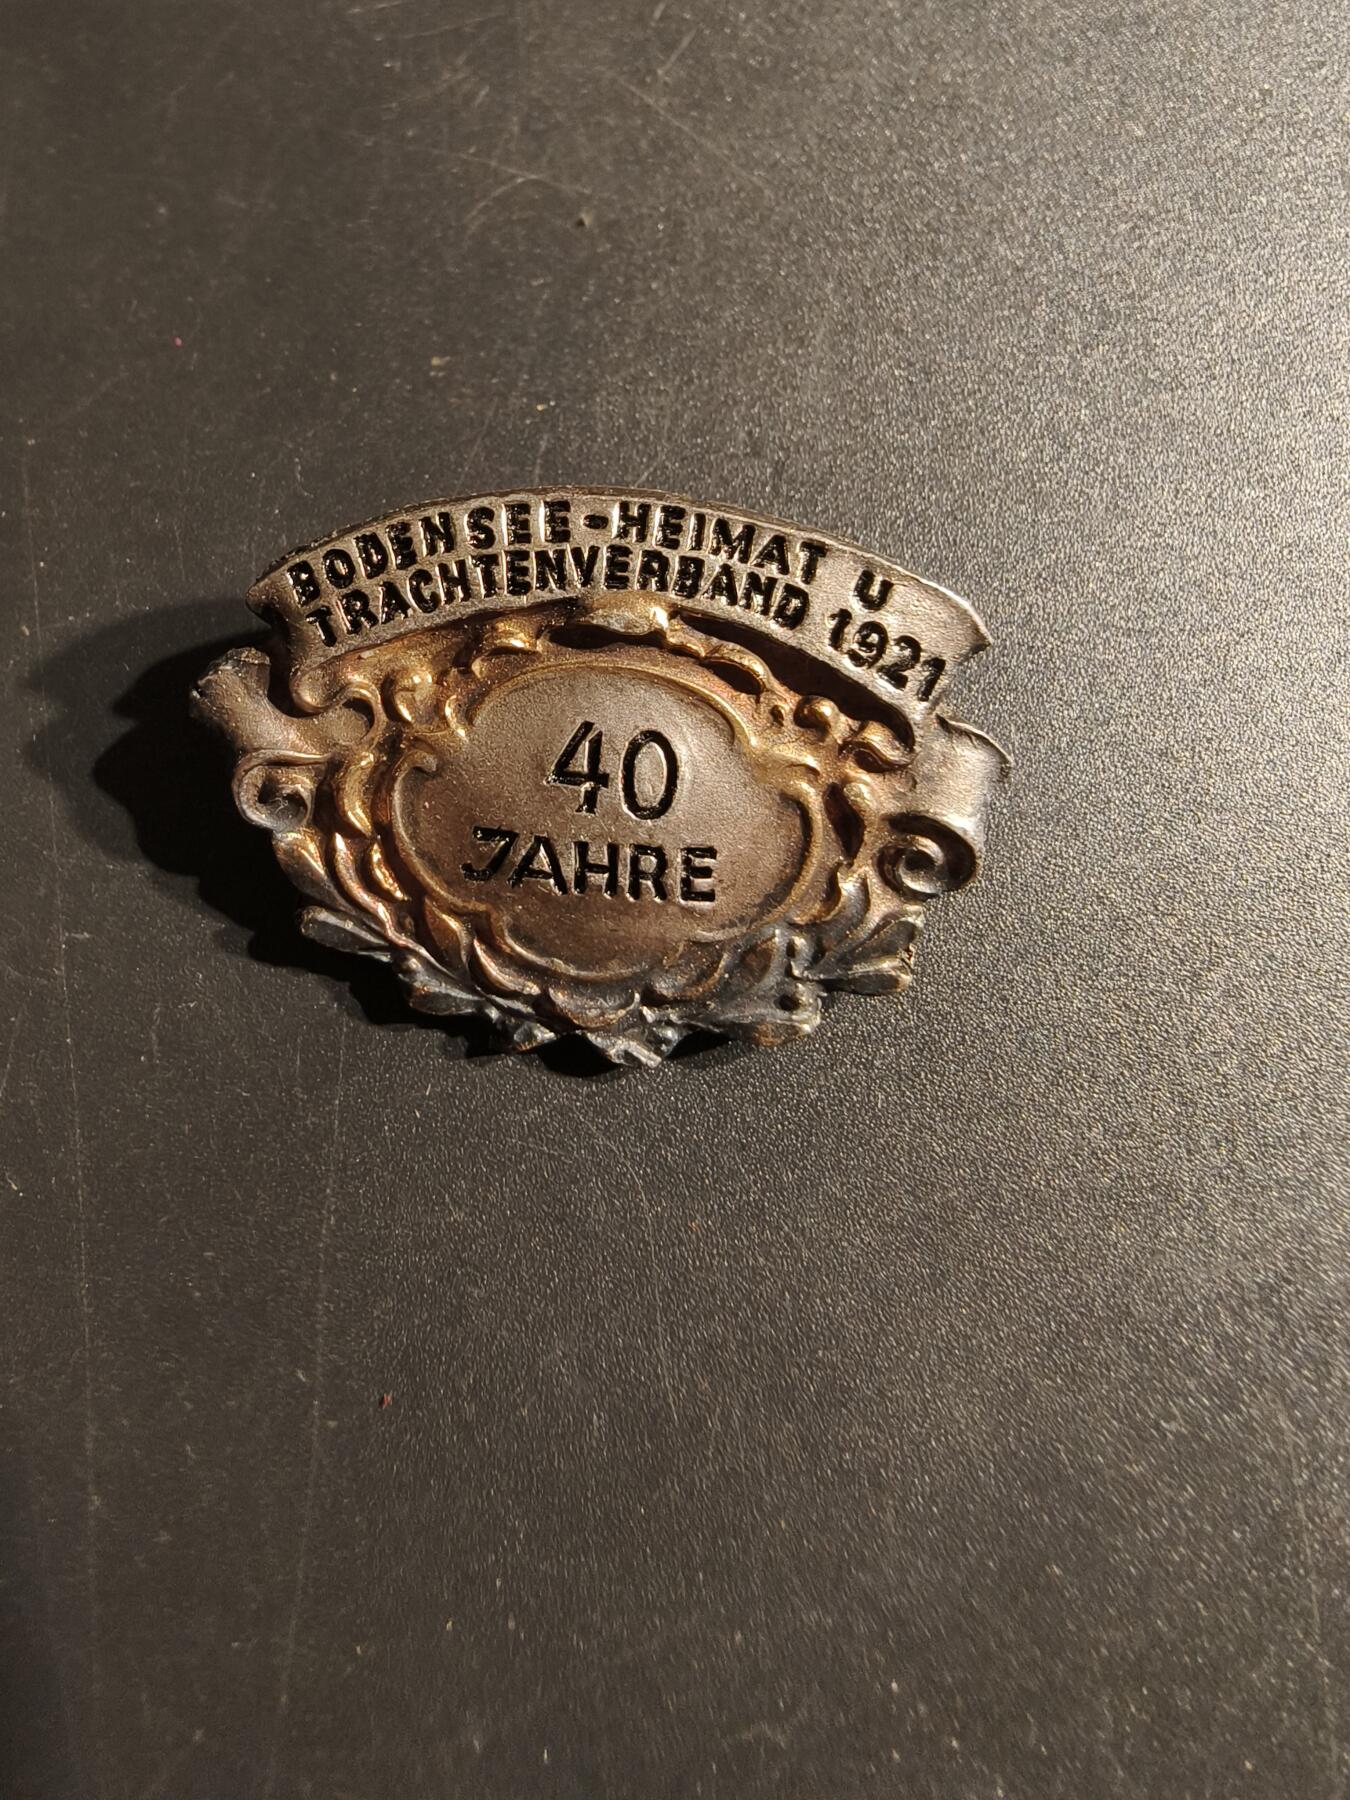 BODENSEE-HEIMAT U
TRACHTENVERBAND 1921
40
JAHRE